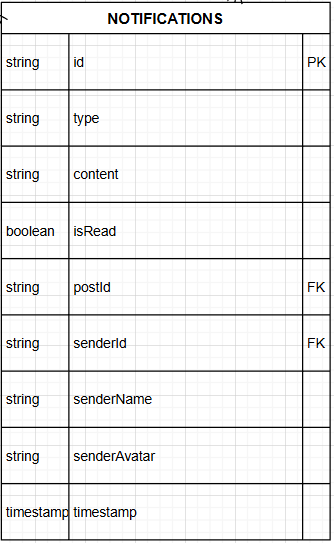 NOTIFICATIONS
string id PK
string type
string content
boolean isRead
string postId FK
string senderId FK
string senderName
string senderAvatar
timestamp timestamp